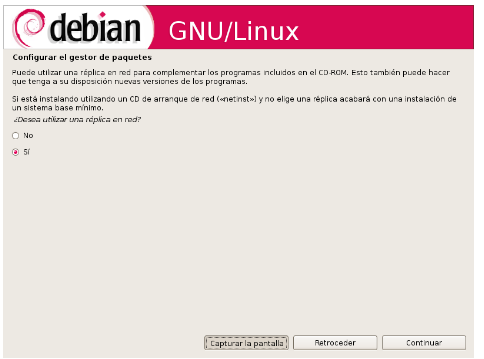 debian GNU/Linux
Configurar el gestor de paquetes
Puede utilizar una réplica en red para complementar los programas incluidos en el CD-ROM. Esto también puede hacer
que tenga a su disposición nuevas versiones de los programas.
Si está instalando utilizando un CD de arranque de red («netinst») y no elige una réplica acabará con una instalación de
un sistema base mínimo.
¿Desea utilizar una réplica en red?
No
Sí
Capturar la pantalla Retroceder Continuar